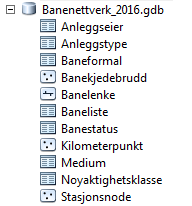 Banenettverk_2016.gdb
Anleggseier
Anleggstype
Baneformal
Banekjedebrudd
Banelenke
Baneliste
Banestatus
Kilometerpunkt
Medium
Noyaktighetsklasse
Stasjonsnode